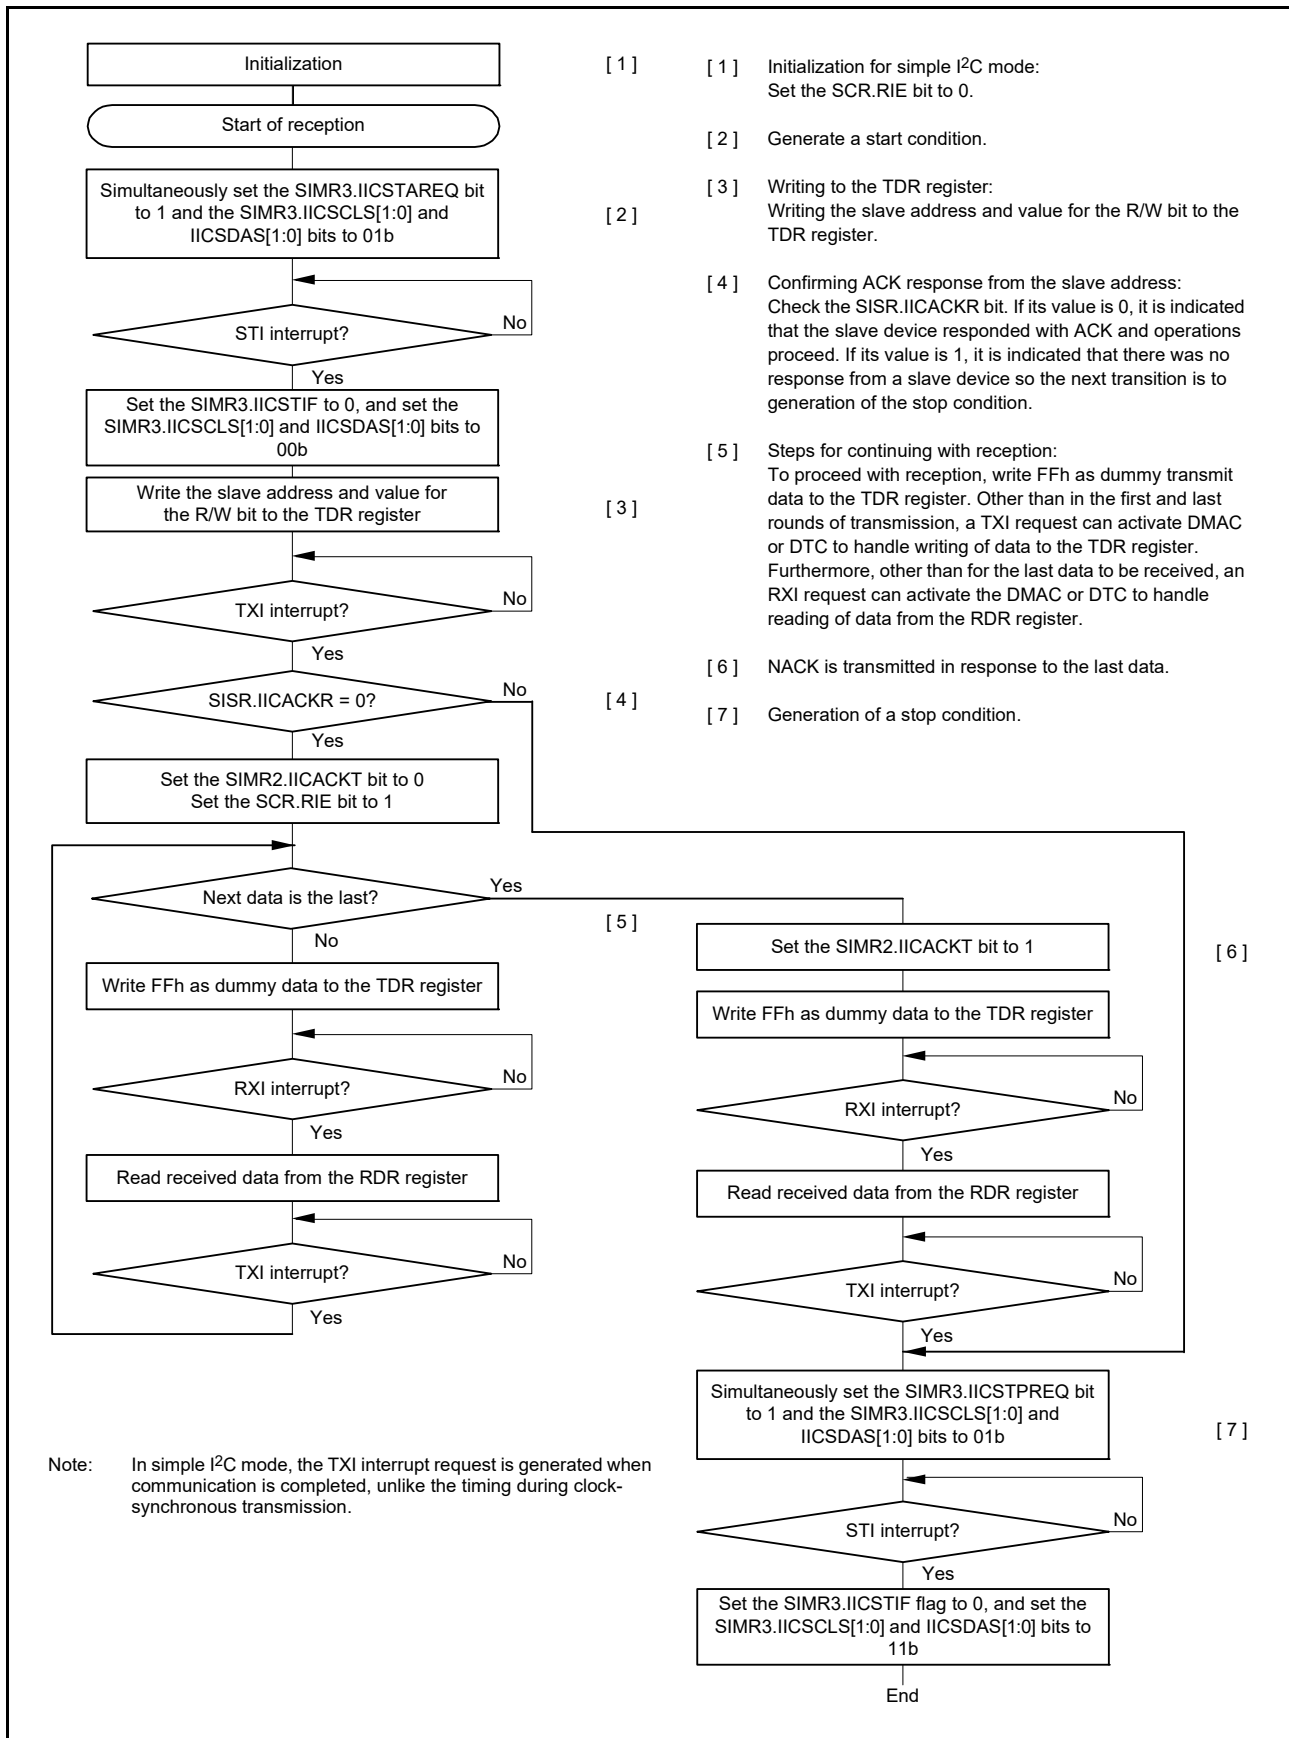 Initialization
[ 1 ]
Start of reception
Simultaneously set the SIMR3.IICSTAREQ bit
to 1 and the SIMR3.IICSCLS[1:0] and
IICSDAS[1:0] bits to 01b
[ 2 ]
STI interrupt?
No
Yes
Set the SIMR3.IICSTIF to 0, and set the
SIMR3.IICSCLS[1:0] and IICSDAS[1:0] bits to
00b
Write the slave address and value for
the R/W bit to the TDR register
[ 3 ]
TXI interrupt?
No
Yes
SISR.IICACKR = 0?
No
[ 4 ]
Yes
Set the SIMR2.IICACKT bit to 0
Set the SCR.RIE bit to 1
Next data is the last?
Yes
[ 5 ]
No
Write FFh as dummy data to the TDR register
RXI interrupt?
No
Yes
Read received data from the RDR register
TXI interrupt?
No
Yes
[ 1 ] Initialization for simple I2C mode:
Set the SCR.RIE bit to 0.
[ 2 ] Generate a start condition.
[ 3 ] Writing to the TDR register:
Writing the slave address and value for the R/W bit to the
TDR register.
[ 4 ] Confirming ACK response from the slave address:
Check the SISR.IICACKR bit. If its value is 0, it is indicated
that the slave device responded with ACK and operations
proceed. If its value is 1, it is indicated that there was no
response from a slave device so the next transition is to
generation of the stop condition.
[ 5 ] Steps for continuing with reception:
To proceed with reception, write FFh as dummy transmit
data to the TDR register. Other than in the first and last
rounds of transmission, a TXI request can activate DMAC
or DTC to handle writing of data to the TDR register.
Furthermore, other than for the last data to be received, an
RXI request can activate the DMAC or DTC to handle
reading of data from the RDR register.
[ 6 ] NACK is transmitted in response to the last data.
[ 7 ] Generation of a stop condition.
Set the SIMR2.IICACKT bit to 1
[ 6 ]
Write FFh as dummy data to the TDR register
RXI interrupt?
No
Yes
Read received data from the RDR register
TXI interrupt?
No
Yes
Simultaneously set the SIMR3.IICSTPREQ bit
to 1 and the SIMR3.IICSCLS[1:0] and
IICSDAS[1:0] bits to 01b
[ 7 ]
STI interrupt?
No
Yes
Set the SIMR3.IICSTIF flag to 0, and set the
SIMR3.IICSCLS[1:0] and IICSDAS[1:0] bits to
11b
End
Note: In simple I2C mode, the TXI interrupt request is generated when
communication is completed, unlike the timing during clock-
synchronous transmission.